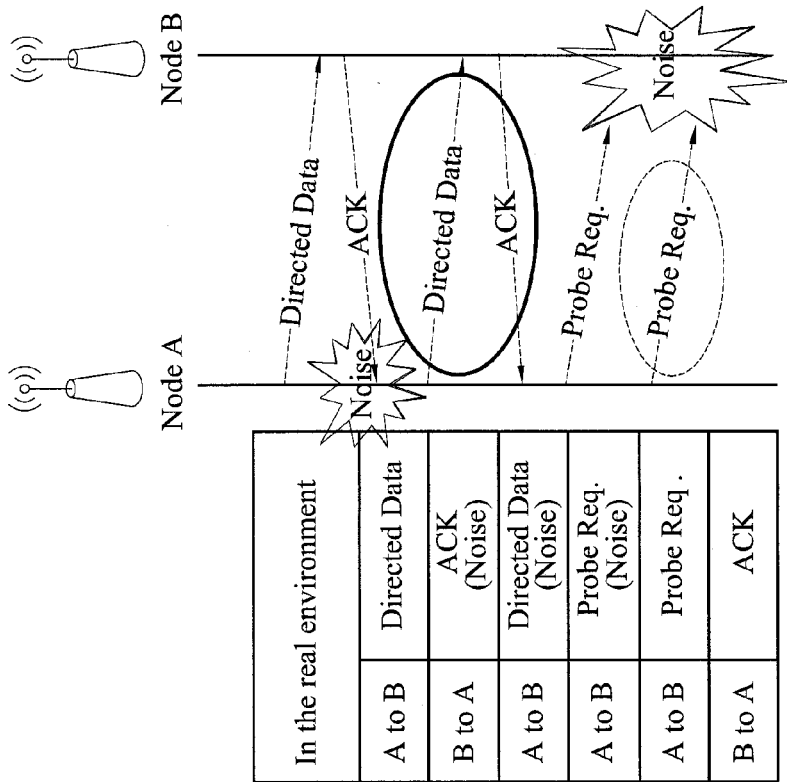 Node A
Node B
Directed Data
ACK
Noise
Directed Data
ACK
Probe Req.
Probe Req.
Noise
In the real environment
A to B
Directed Data
B to A
ACK
(Noise)
A to B
Directed Data
(Noise)
A to B
Probe Req.
(Noise)
A to B
Probe Req .
B to A
ACK